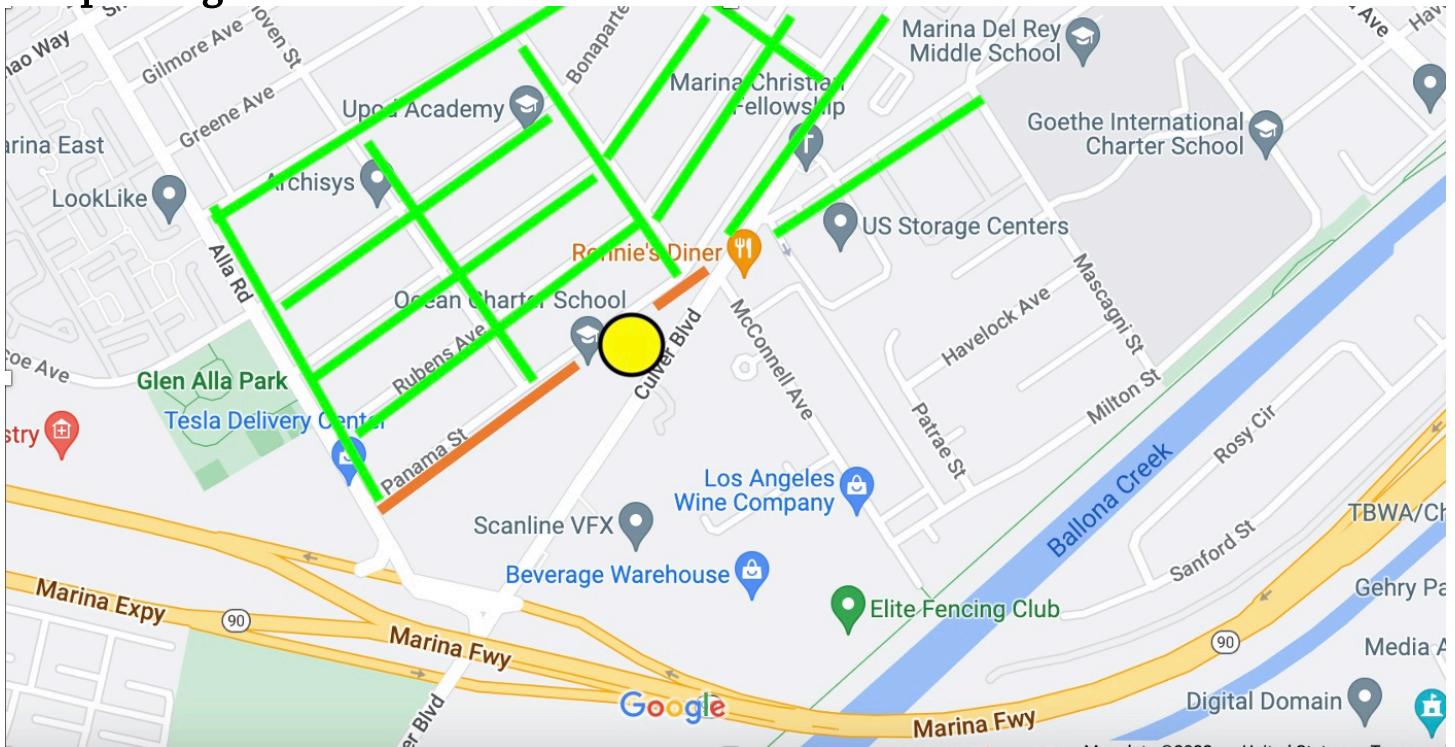 Gilmore Ave
Greene Ave
Bonaparte
Marina Del Rey
Middle School
Marina Christian
Fellowship
Upod Academy
Goethe International
Charter School
Archisys
LookLike
Alla Rd
US Storage Centers
Ronnie's Diner
Ocean Charter School
Rubens Ave
Culver Blvd
McConnell Ave
Havelock Ave
Mascagni St
Milton St
Patrae St
Rosy Cir
Glen Alla Park
Tesla Delivery Center
Panama St
Los Angeles
Wine Company
Scanline VFX
Beverage Warehouse
Ballona Creek
Sanford St
TBWA/Ch
Elite Fencing Club
Gehry Pa
Marina Expy
90
Marina Fwy
90
Media A
Google
Digital Domain
Marina Fwy